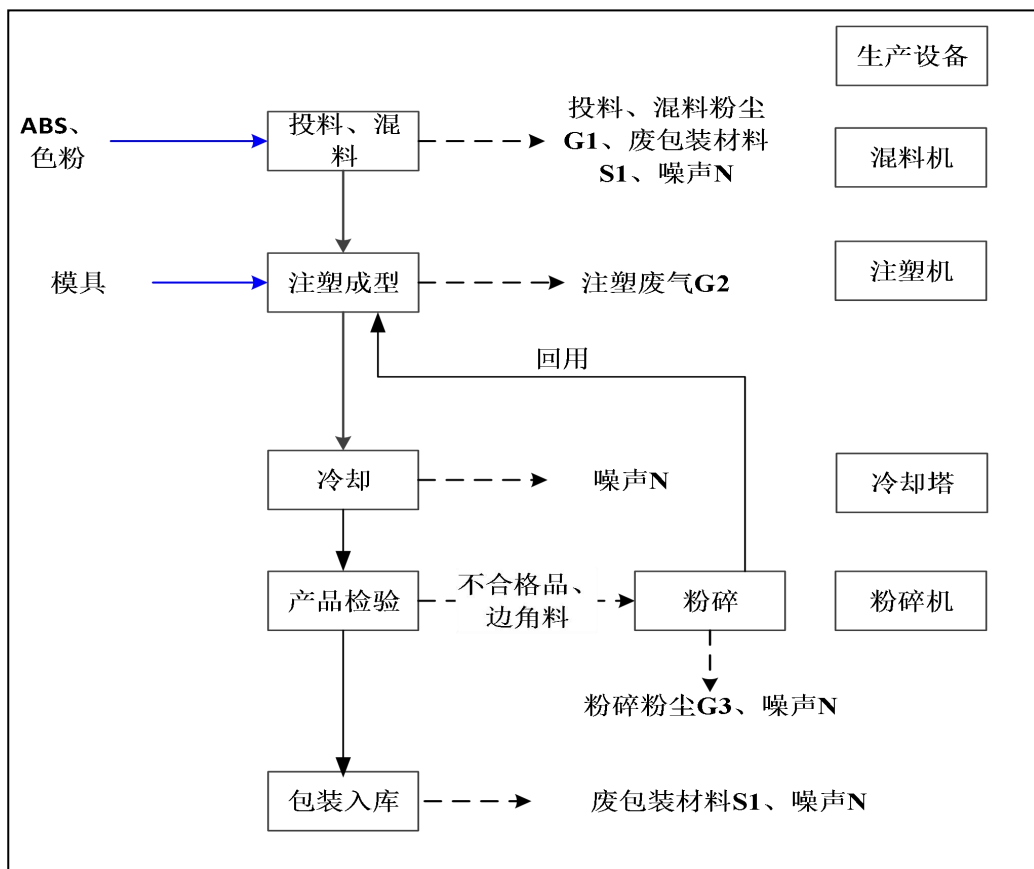 生产设备
ABS、
色粉
投料、混
料
投料、混料粉尘
G1、废包装材料
S1、噪声N
混料机
模具
注塑成型
注塑废气G2
注塑机
回用
冷却
噪声N
冷却塔
产品检验
不合格品、
边角料
粉碎
粉碎机
粉碎粉尘G3、噪声N
包装入库
废包装材料S1、噪声N